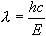 λ = hc/E